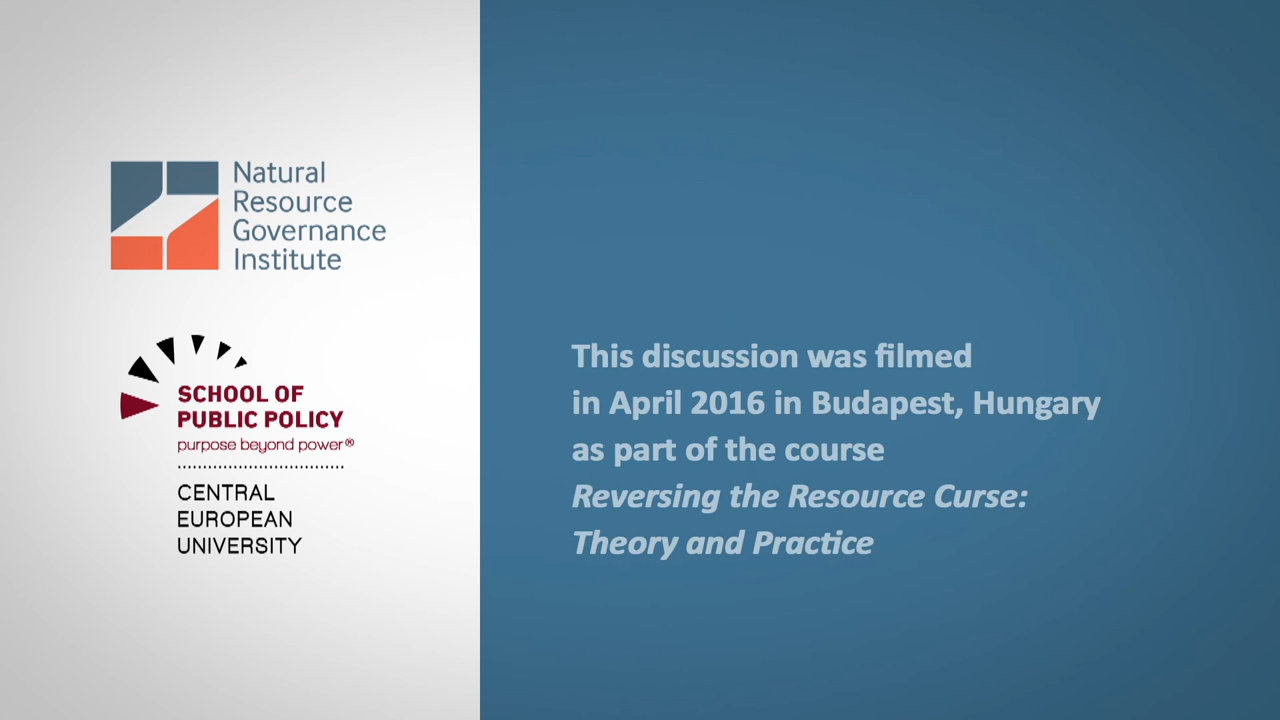 Natural
Resource
Governance
Institute
SCHOOL OF
PUBLIC POLICY
purpose beyond power®
CENTRAL
EUROPEAN
UNIVERSITY
This discussion was filmed
in April 2016 in Budapest, Hungary
as part of the course
Reversing the Resource Curse:
Theory and Practice